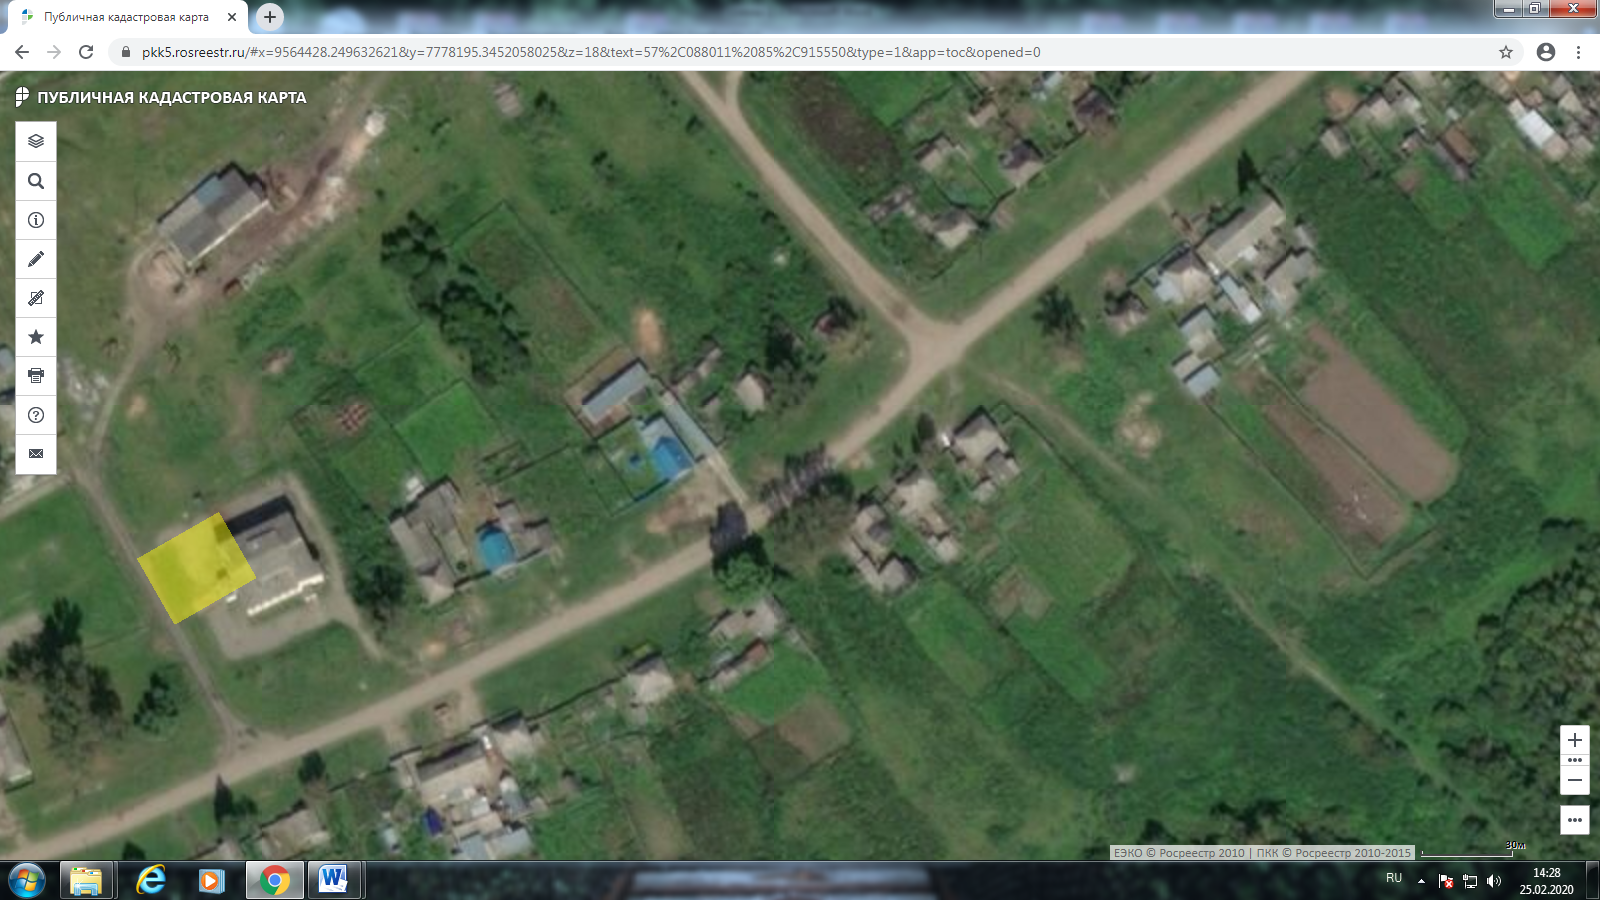 Публичная кадастровая карта
pkk5.rosreestr.ru/#x=9564428.249632621&y=7778195.3452058025&z=18&text=57%2C088011%2085%2C915550&type=1&app=toc&opened=0
ПУБЛИЧНАЯ КАДАСТРОВАЯ КАРТА
ЕЭКО © Росреестр 2010 | ПКК © Росреестр 2010-2015
30м
RU
14:28
25.02.2020